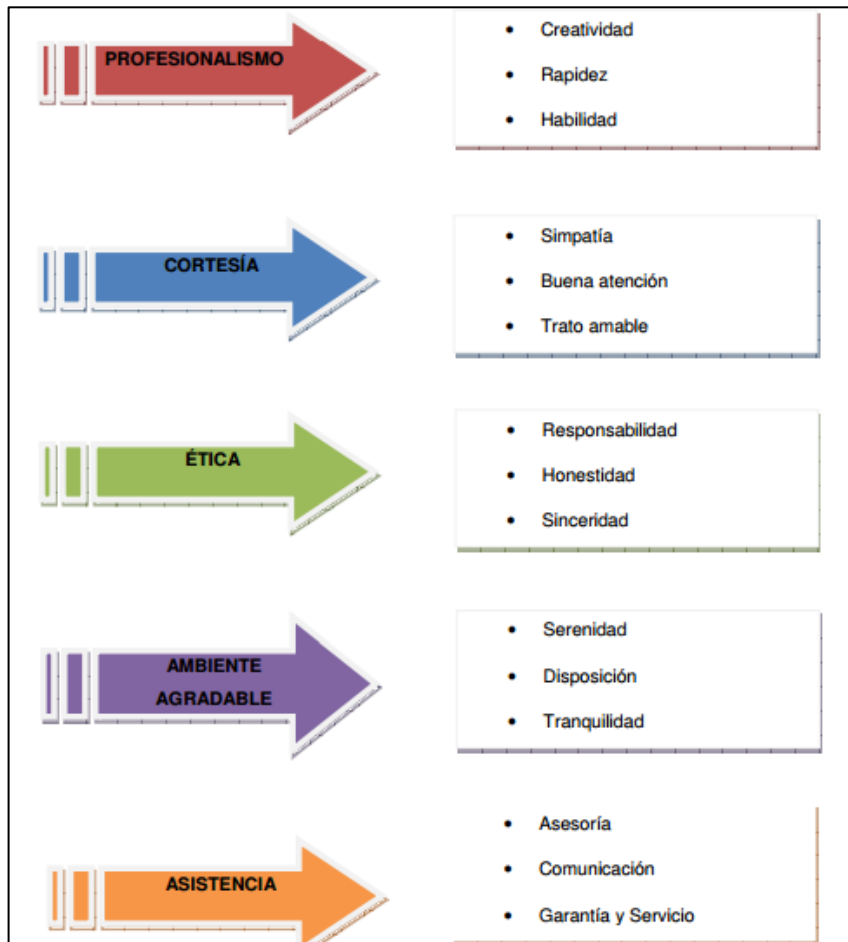 PROFESIONALISMO
• Creatividad
• Rapidez
• Habilidad
CORTESÍA
• Simpatía
• Buena atención
• Trato amable
ÉTICA
• Responsabilidad
• Honestidad
• Sinceridad
AMBIENTE
AGRADABLE
• Serenidad
• Disposición
• Tranquilidad
ASISTENCIA
• Asesoría
• Comunicación
• Garantía y Servicio